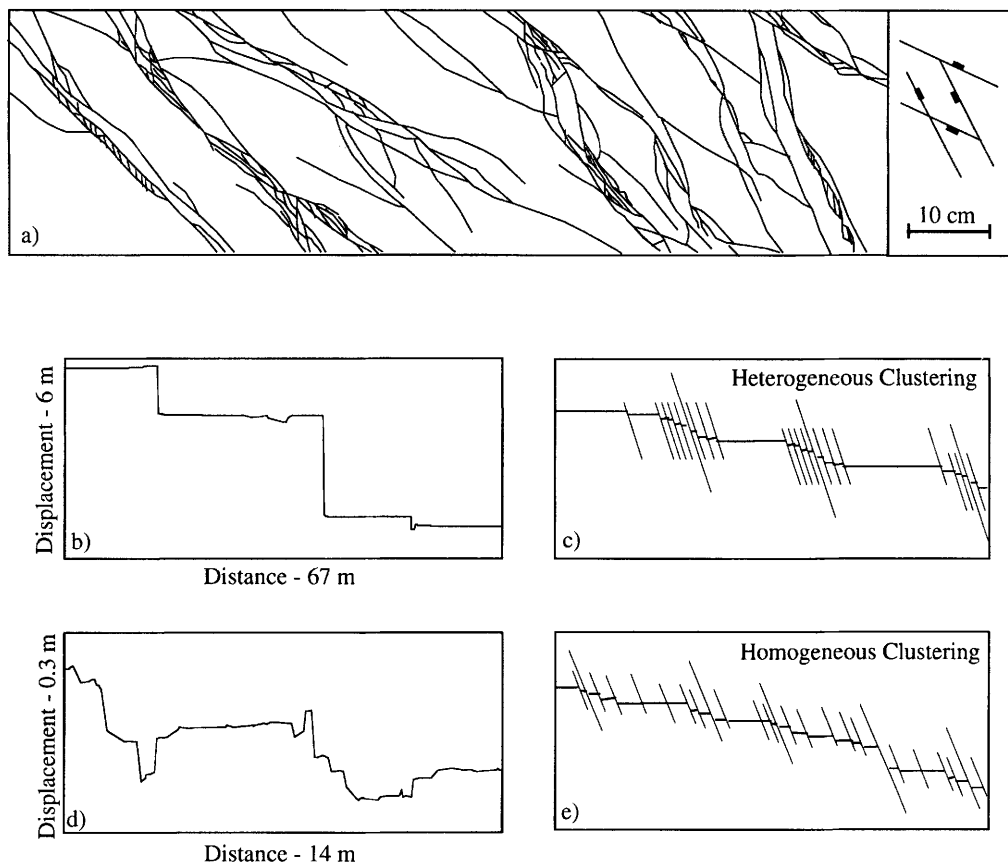 a)
10 cm
Displacement - 6 m
b)
Distance - 67 m
Heterogeneous Clustering
c)
Displacement - 0.3 m
d)
Distance - 14 m
Homogeneous Clustering
e)